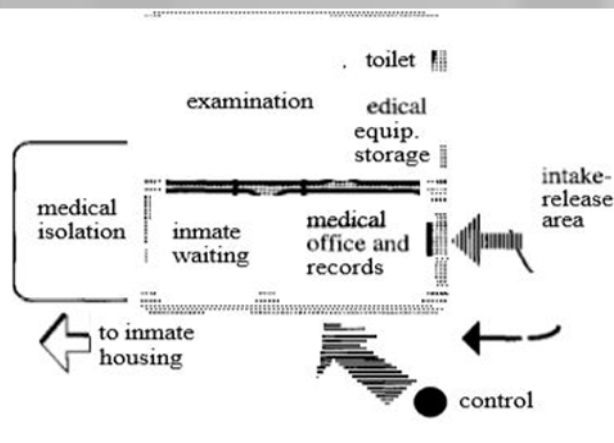 toilet
examination
edical
equip.
storage
intake-
release
area
medical
isolation
inmate
waiting
medical
office and
records
to inmate
housing
control